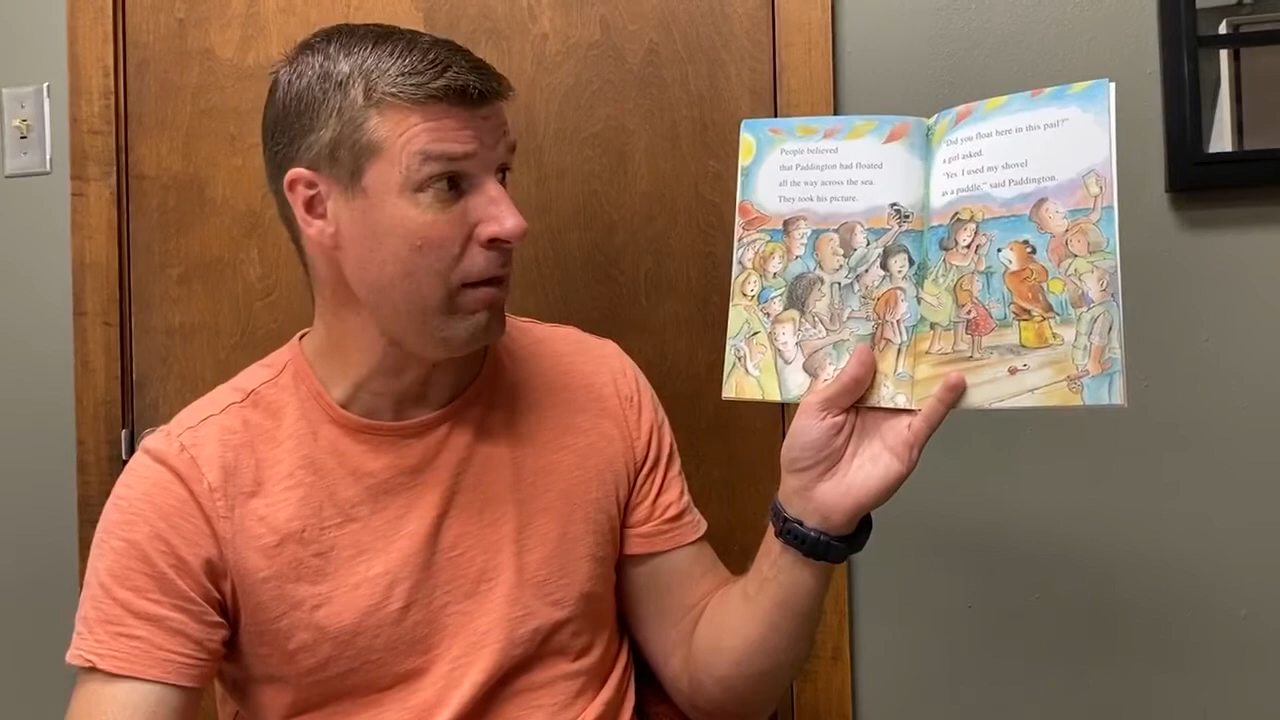 People believed
that Paddington had floated
all the way across the sea.
They took his picture.
"Did you float here in this pail?"
a girl asked.
"Yes. I used my shovel
as a paddle," said Paddington.